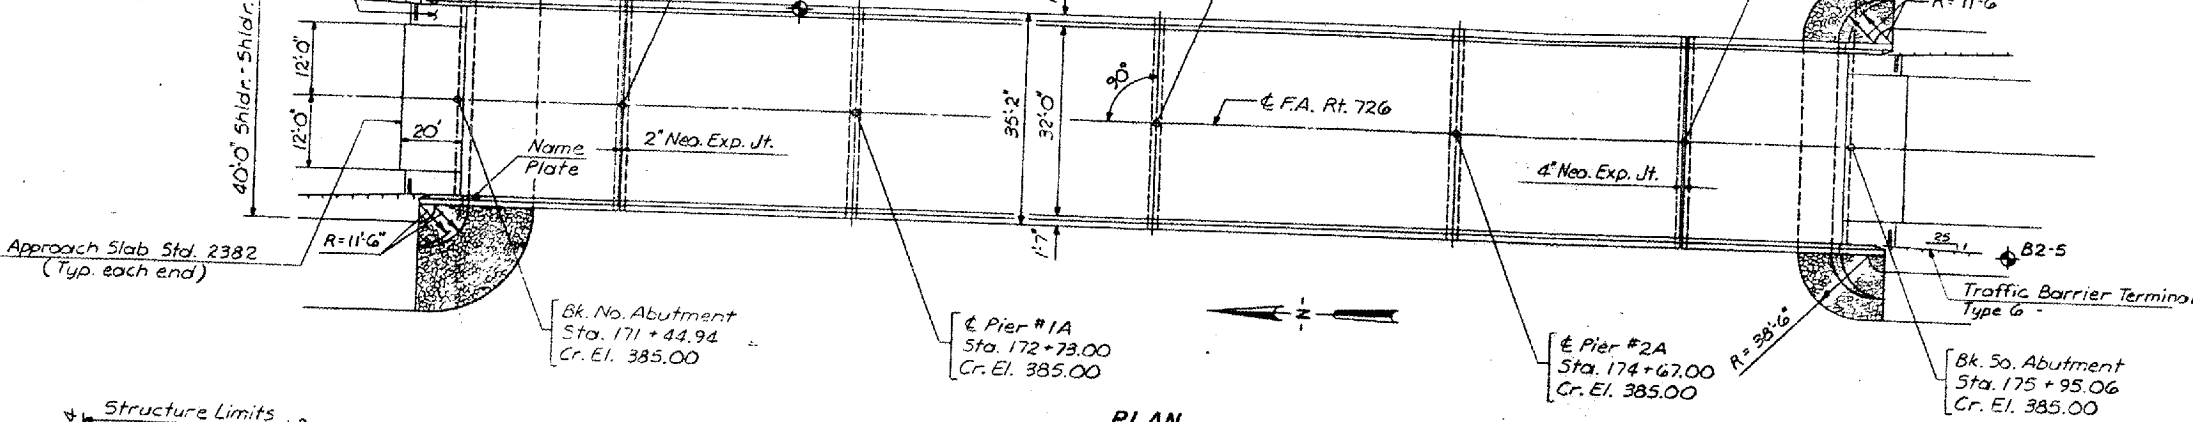 40'-0" Shldr. - Shldr.
12'-0"
12'-0"
20'
Name
Plate
2" Neo. Exp. Jt.
35'-2"
32'-0"
1'-7"
90°
℄ F.A. Rt. 726
4" Neo. Exp. Jt.
R=11'-6"
R=11'-6"
25
1
B2-5
Approach Slab Std. 2382
(Typ. each end)
Traffic Barrier Termina
Type 6
R=38'-6"
Bk. No. Abutment
Sta. 171+44.94
Cr. El. 385.00
℄ Pier #1A
Sta. 172+73.00
Cr. El. 385.00
N
℄ Pier #2A
Sta. 174+67.00
Cr. El. 385.00
Bk. So. Abutment
Sta. 175+95.06
Cr. El. 385.00
Structure Limits
PLAN